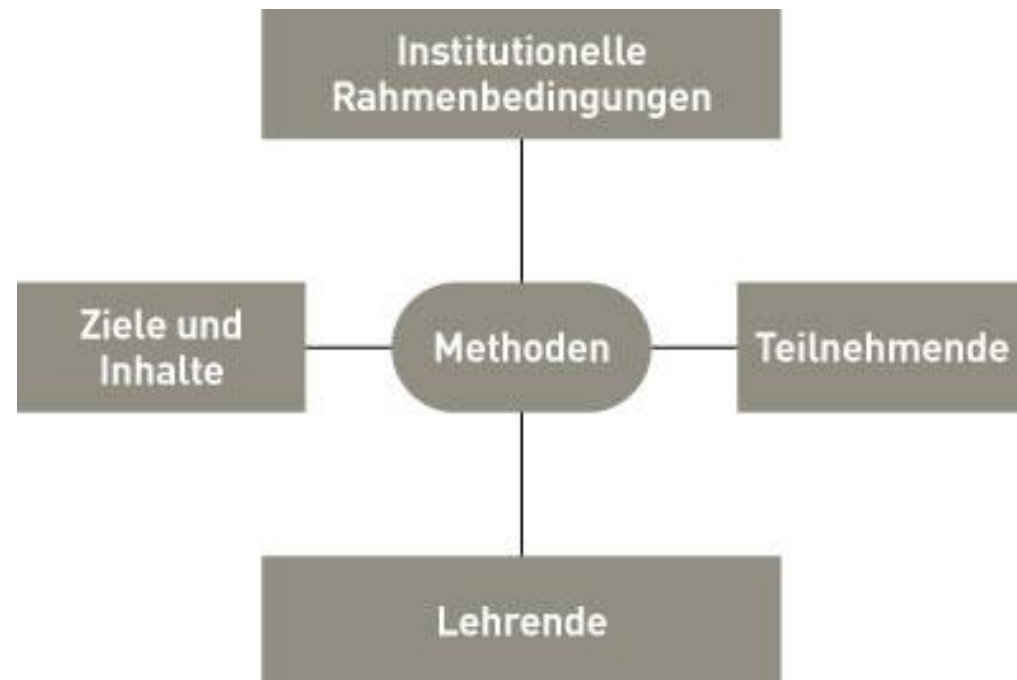 Institutionelle
Rahmenbedingungen
Ziele und
Inhalte
Methoden
Teilnehmende
Lehrende